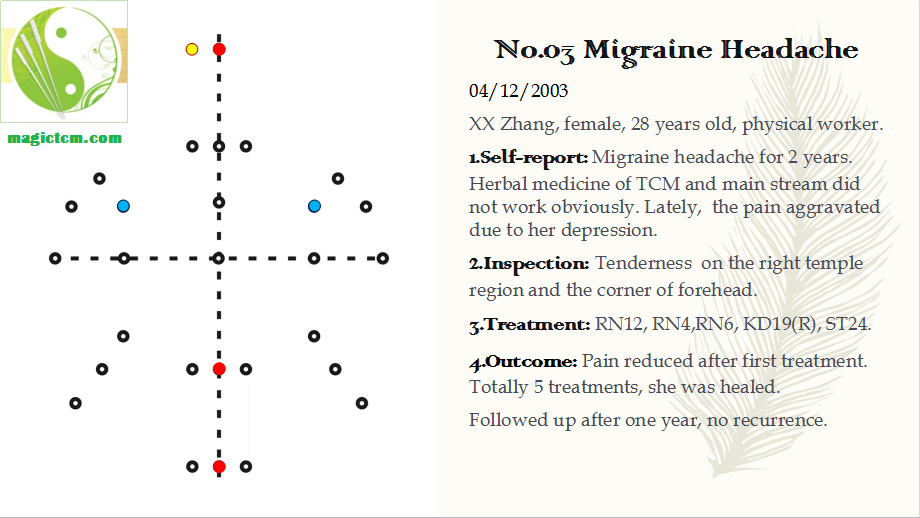 magictcm.com
No.03 Migraine Headache
04/12/2003
XX Zhang, female, 28 years old, physical worker.
1.Self-report: Migraine headache for 2 years.
Herbal medicine of TCM and main stream did
not work obviously. Lately, the pain aggravated
due to her depression.
2.Inspection: Tenderness on the right temple
region and the corner of forehead.
3.Treatment: RN12, RN4,RN6, KD19(R), ST24.
4.Outcome: Pain reduced after first treatment.
Totally 5 treatments, she was healed.
Followed up after one year, no recurrence.